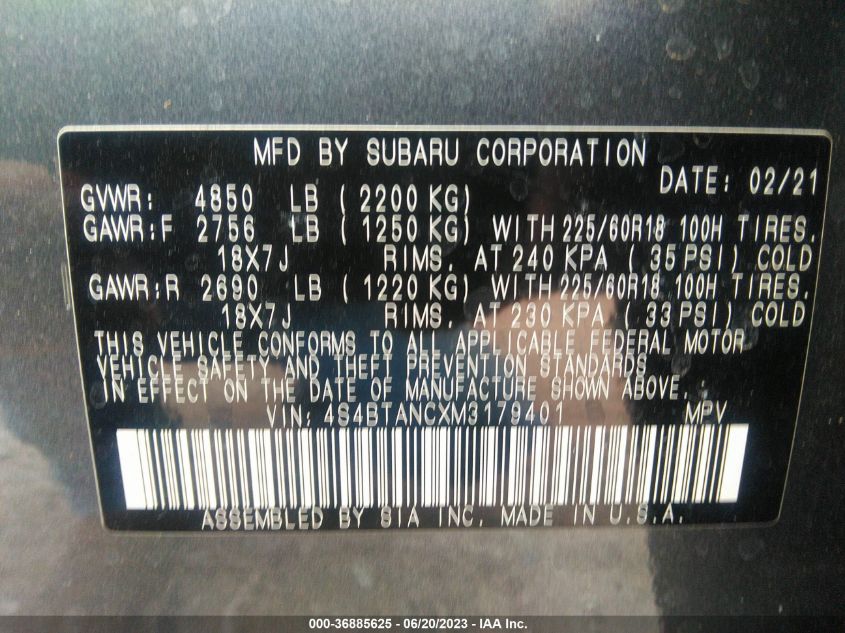 MFD BY SUBARU CORPORATION
DATE: 02/21
GVWR: 4850 LB ( 2200 KG)
GAWR:F 2756 LB ( 1250 KG) WITH 225/60R18 100H TIRES.
18X7J RIMS. AT 240 KPA ( 35 PSI) COLD
GAWR:R 2690 LB ( 1220 KG) WITH 225/60R18 100H TIRES.
18X7J RIMS. AT 230 KPA ( 33 PSI) COLD
THIS VEHICLE CONFORMS TO ALL APPLICABLE FEDERAL MOTOR
VEHICLE SAFETY AND THEFT PREVENTION STANDARDS
IN EFFECT ON THE DATE OF MANUFACTURE SHOWN ABOVE.
VIN: 4S4BTANCXM3179401 MPV
ASSEMBLED BY SIA INC. MADE IN U.S.A.
000-36885625 - 06/20/2023 - IAA Inc.